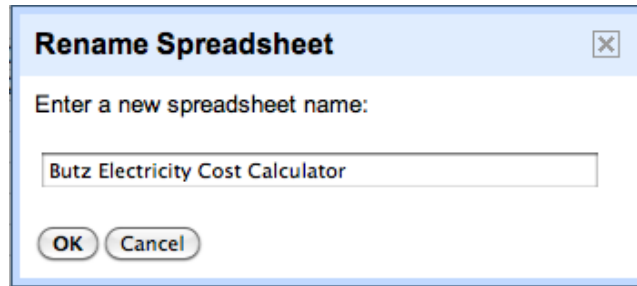 Rename Spreadsheet
Enter a new spreadsheet name:
Butz Electricity Cost Calculator
OK Cancel